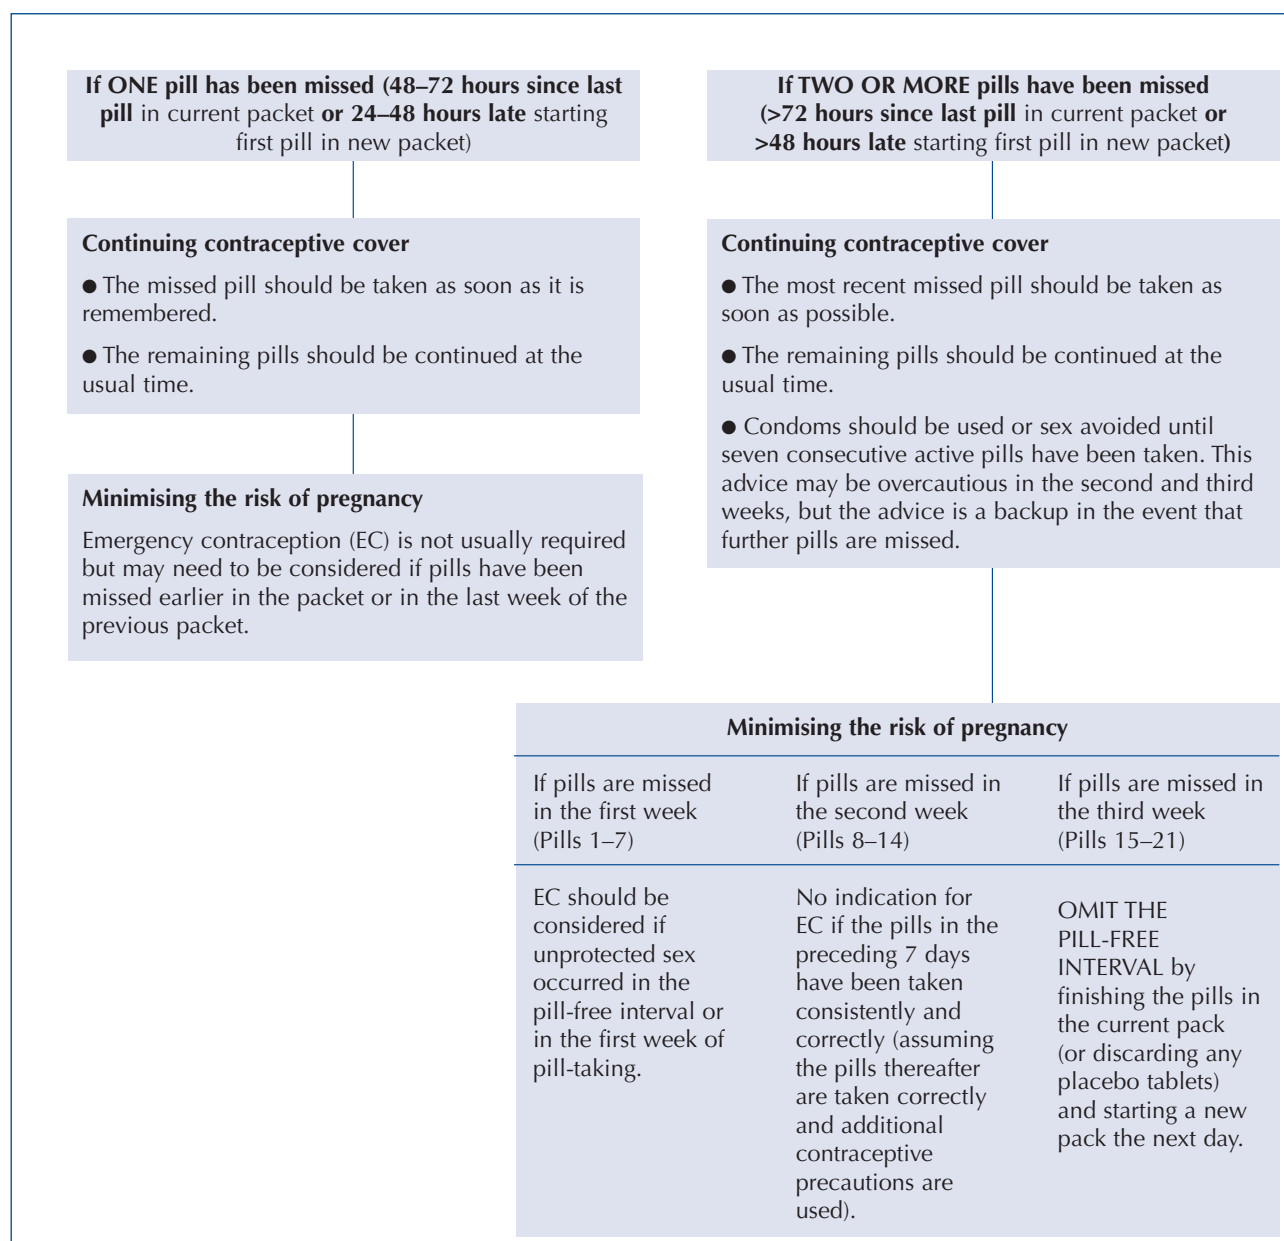 If ONE pill has been missed (48–72 hours since last
pill in current packet or 24–48 hours late starting
first pill in new packet)
Continuing contraceptive cover
● The missed pill should be taken as soon as it is
remembered.
● The remaining pills should be continued at the
usual time.
Minimising the risk of pregnancy
Emergency contraception (EC) is not usually required
but may need to be considered if pills have been
missed earlier in the packet or in the last week of the
previous packet.
If TWO OR MORE pills have been missed
(>72 hours since last pill in current packet or
>48 hours late starting first pill in new packet)
Continuing contraceptive cover
● The most recent missed pill should be taken as
soon as possible.
● The remaining pills should be continued at the
usual time.
● Condoms should be used or sex avoided until
seven consecutive active pills have been taken. This
advice may be overcautious in the second and third
weeks, but the advice is a backup in the event that
further pills are missed.
Minimising the risk of pregnancy
If pills are missed
in the first week
(Pills 1–7)
EC should be
considered if
unprotected sex
occurred in the
pill-free interval or
in the first week of
pill-taking.
If pills are missed in
the second week
(Pills 8–14)
No indication for
EC if the pills in the
preceding 7 days
have been taken
consistently and
correctly (assuming
the pills thereafter
are taken correctly
and additional
contraceptive
precautions are
used).
If pills are missed in
the third week
(Pills 15–21)
OMIT THE
PILL-FREE
INTERVAL by
finishing the pills in
the current pack
(or discarding any
placebo tablets)
and starting a new
pack the next day.